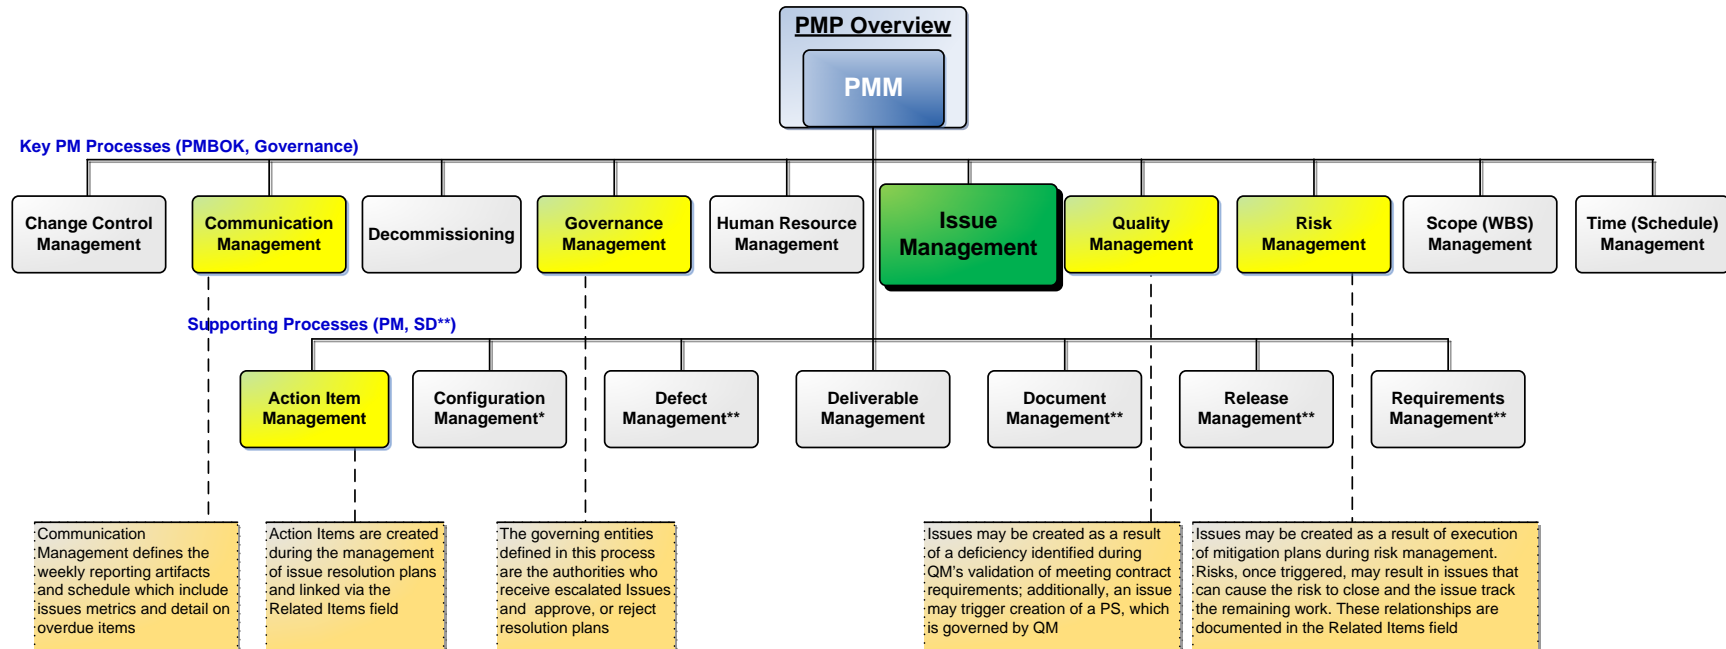 PMP Overview
PMM
Key PM Processes (PMBOK, Governance)
Change Control
Management
Communication
Management
Decommissioning
Governance
Management
Human Resource
Management
Issue
Management
Quality
Management
Risk
Management
Scope (WBS)
Management
Time (Schedule)
Management
Supporting Processes (PM, SD**)
Action Item
Management
Configuration
Management*
Defect
Management**
Deliverable
Management
Document
Management**
Release
Management**
Requirements
Management**
Communication
Management defines the
weekly reporting artifacts
and schedule which include
issues metrics and detail on
overdue items
Action Items are created
during the management
of issue resolution plans
and linked via the
Related Items field
The governing entities
defined in this process
are the authorities who
receive escalated Issues
and approve, or reject
resolution plans
Issues may be created as a result
of a deficiency identified during
QM's validation of meeting contract
requirements; additionally, an issue
may trigger creation of a PS, which
is governed by QM
Issues may be created as a result of execution
of mitigation plans during risk management.
Risks, once triggered, may result in issues that
can cause the risk to close and the issue track
the remaining work. These relationships are
documented in the Related Items field